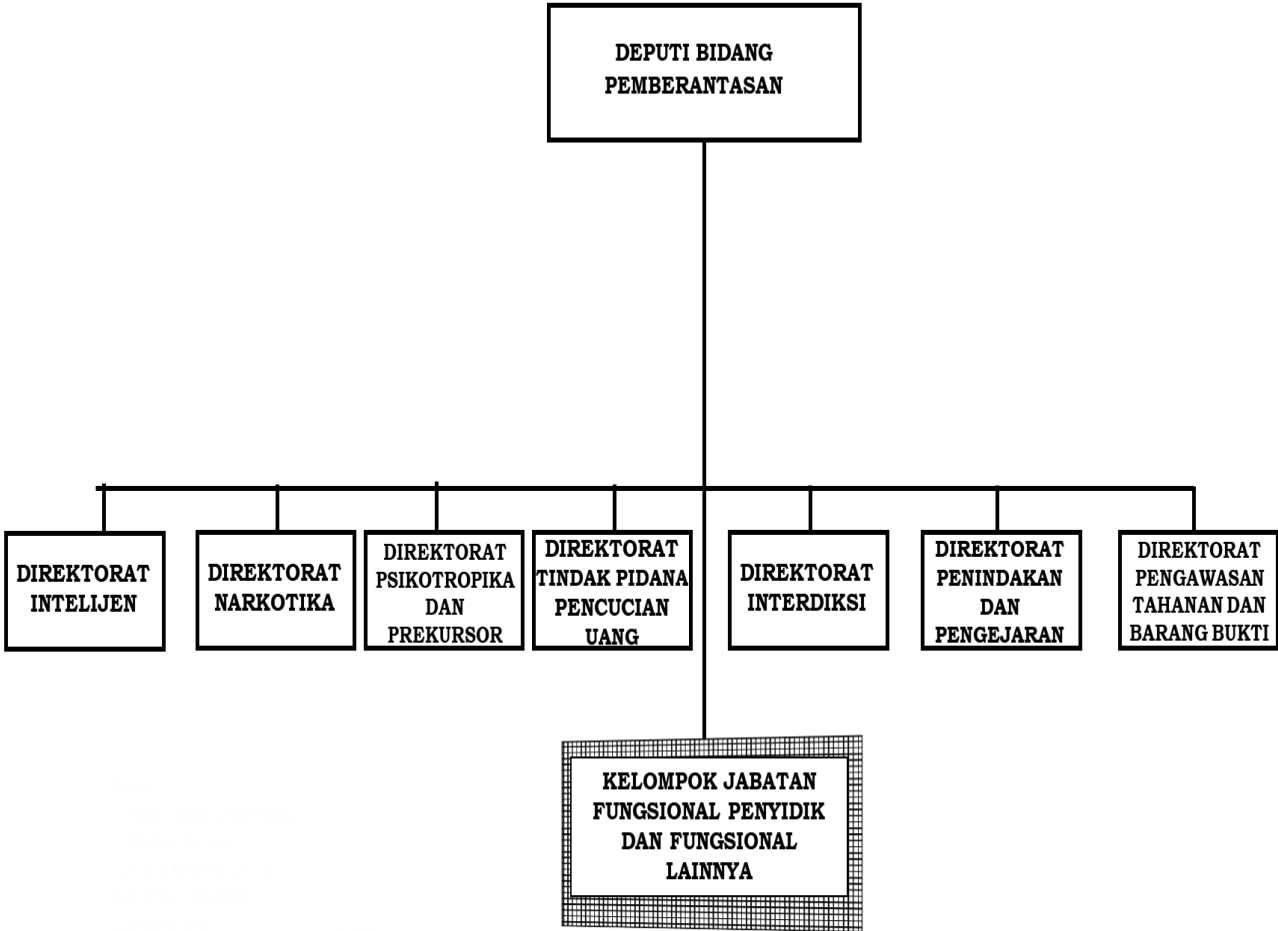 DEPUTI BIDANG
PEMBERANTASAN
DIREKTORAT
INTELIJEN
DIREKTORAT
NARKOTIKA
DIREKTORAT
PSIKOTROPIKA
DAN
PREKURSOR
DIREKTORAT
TINDAK PIDANA
PENCUCIAN
UANG
DIREKTORAT
INTERDIKSI
DIREKTORAT
PENINDAKAN
DAN
PENGEJARAN
DIREKTORAT
PENGAWASAN
TAHANAN DAN
BARANG BUKTI
KELOMPOK JABATAN
FUNGSIONAL PENYIDIK
DAN FUNGSIONAL
LAINNYA